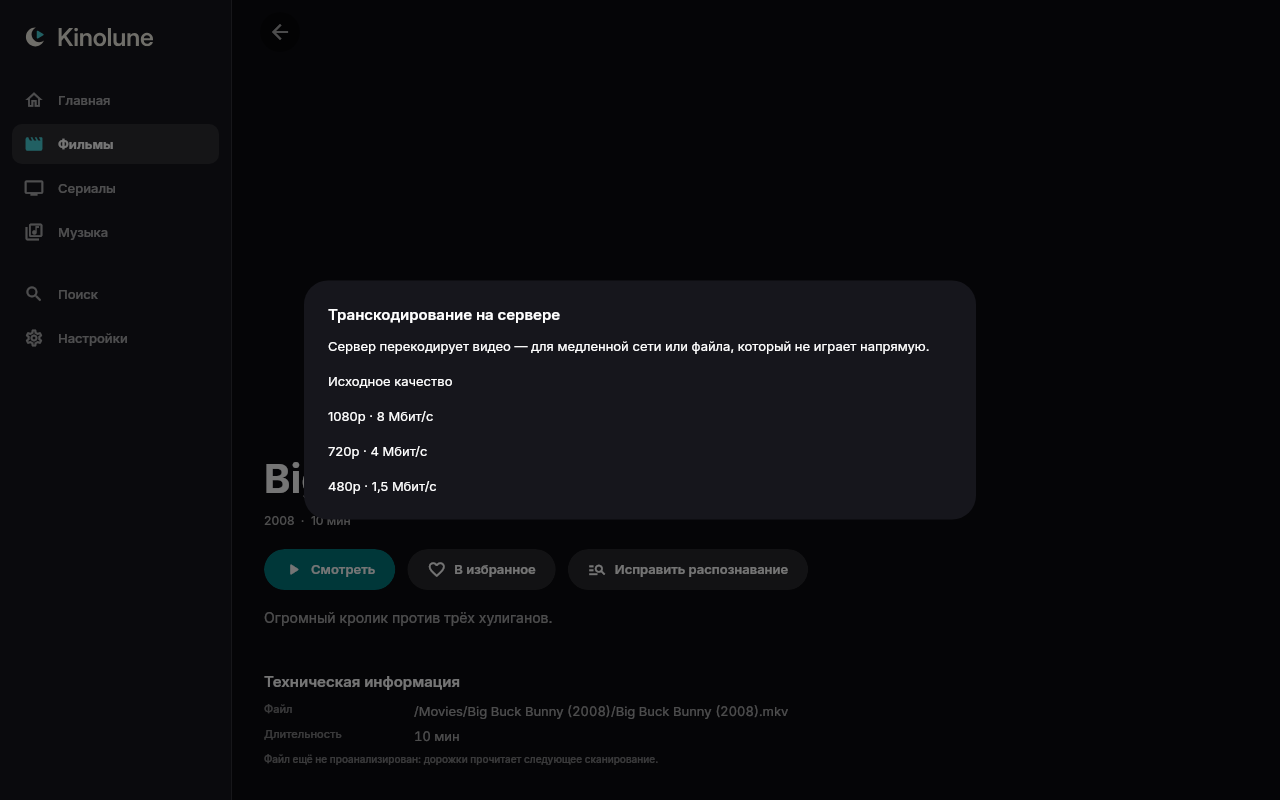 Kinolune
Главная
Фильмы
Сериалы
Музыка
Поиск
Настройки
Транскодирование на сервере
Сервер перекодирует видео — для медленной сети или файла, который не играет напрямую.
Исходное качество
1080p · 8 Мбит/с
720p · 4 Мбит/с
480p · 1,5 Мбит/с
2008 · 10 мин
Смотреть
В избранное
Исправить распознавание
Огромный кролик против трёх хулиганов.
Техническая информация
Файл /Movies/Big Buck Bunny (2008)/Big Buck Bunny (2008).mkv
Длительность 10 мин
Файл ещё не проанализирован: дорожки прочитает следующее сканирование.